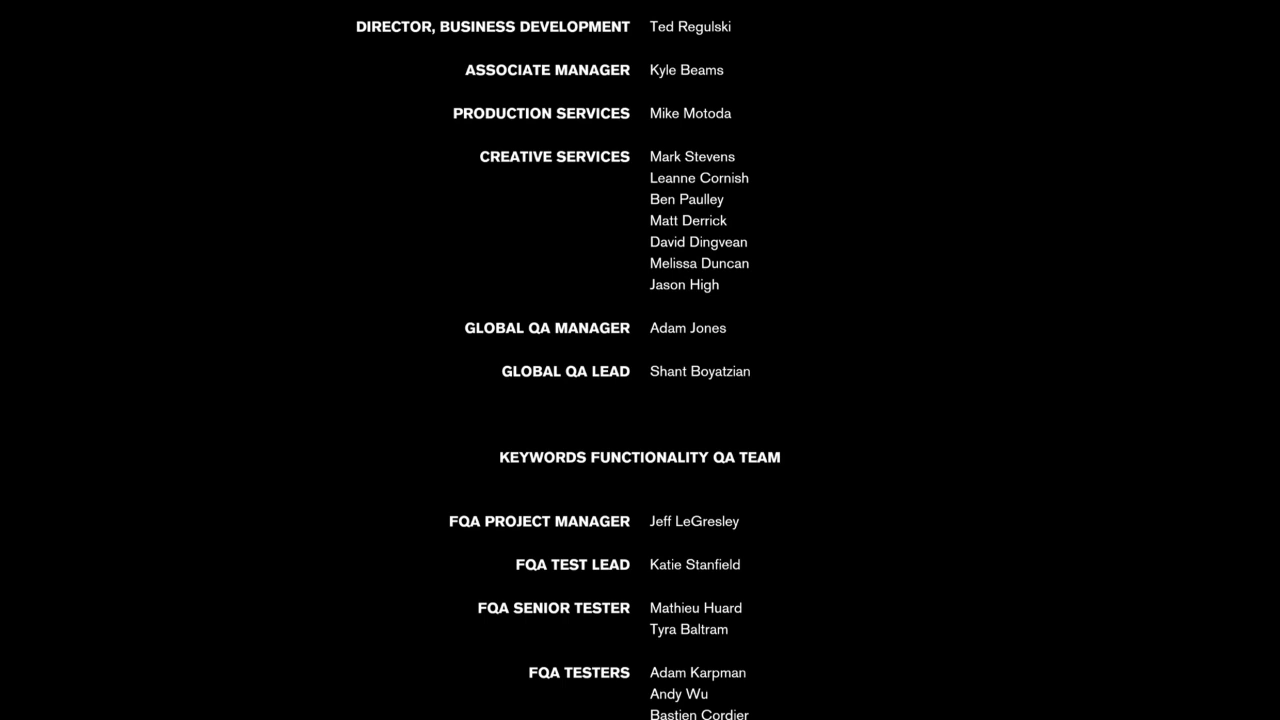 DIRECTOR, BUSINESS DEVELOPMENT Ted Regulski
ASSOCIATE MANAGER Kyle Beams
PRODUCTION SERVICES Mike Motoda
CREATIVE SERVICES Mark Stevens
Leanne Cornish
Ben Paulley
Matt Derrick
David Dingvean
Melissa Duncan
Jason High
GLOBAL QA MANAGER Adam Jones
GLOBAL QA LEAD Shant Boyatzian
KEYWORDS FUNCTIONALITY QA TEAM
FQA PROJECT MANAGER Jeff LeGresley
FQA TEST LEAD Katie Stanfield
FQA SENIOR TESTER Mathieu Huard
Tyra Baltram
FQA TESTERS Adam Karpman
Andy Wu
Bastien Cordier